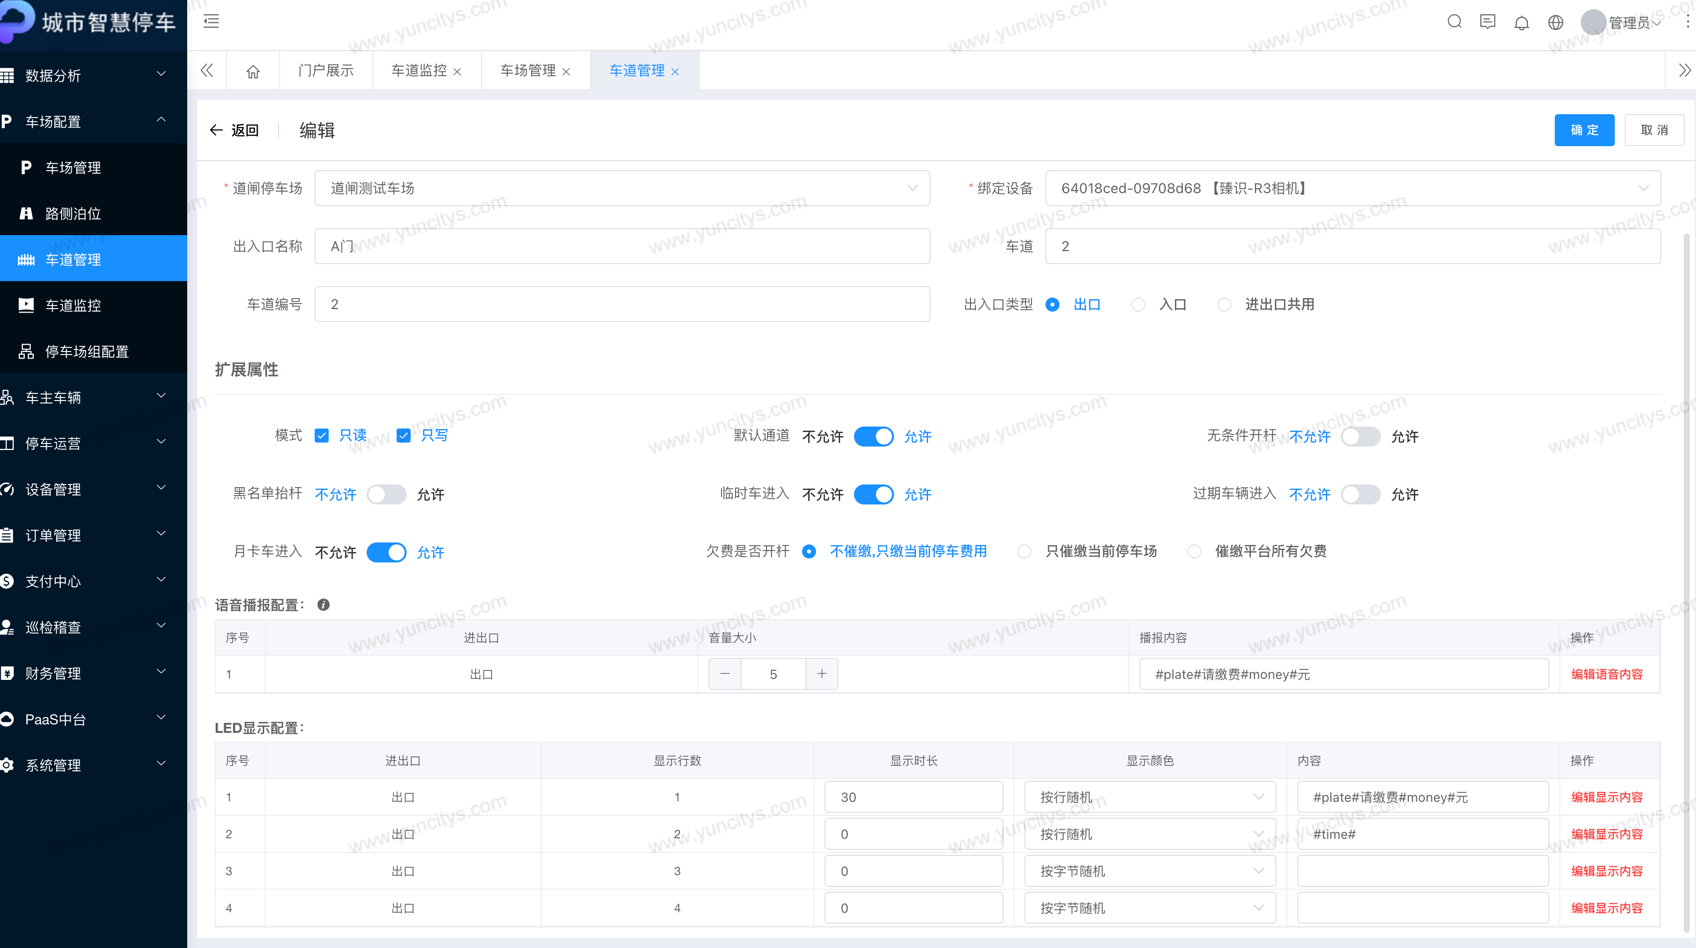 城市智慧停车
管理员
数据分析
车场配置
车场管理
路侧泊位
车道管理
车道监控
停车场组配置
车主车辆
停车运营
设备管理
订单管理
支付中心
巡检稽查
财务管理
PaaS中台
系统管理
门户展示 车道监控 × 车场管理 × 车道管理 ×
← 返回 编辑 确 定 取 消
* 道闸停车场 道闸测试车场 * 绑定设备 64018ced-09708d68 【臻识-R3相机】
出入口名称 A门 车道 2
车道编号 2 出入口类型 出口 入口 进出口共用
扩展属性
模式 只读 只写 默认通道 不允许 允许 无条件开杆 不允许 允许
黑名单抬杆 不允许 允许 临时车进入 不允许 允许 过期车辆进入 不允许 允许
月卡车进入 不允许 允许 欠费是否开杆 不催缴,只缴当前停车费用 只催缴当前停车场 催缴平台所有欠费
语音播报配置：
序号 进出口 音量大小 播报内容 操作
1 出口 − 5 + #plate#请缴费#money#元 编辑语音内容
LED显示配置：
序号 进出口 显示行数 显示时长 显示颜色 内容 操作
1 出口 1 30 按行随机 #plate#请缴费#money#元 编辑显示内容
2 出口 2 0 按行随机 #time# 编辑显示内容
3 出口 3 0 按字节随机 编辑显示内容
4 出口 4 0 按字节随机 编辑显示内容
www.yuncitys.com